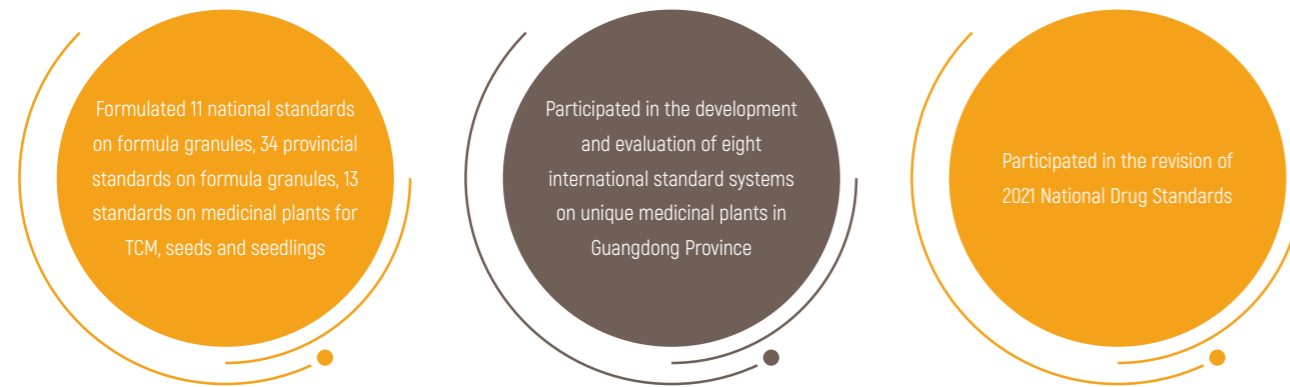 Formulated 11 national standards
on formula granules, 34 provincial
standards on formula granules, 13
standards on medicinal plants for
TCM, seeds and seedlings
Participated in the development
and evaluation of eight
international standard systems
on unique medicinal plants in
Guangdong Province
Participated in the revision of
2021 National Drug Standards